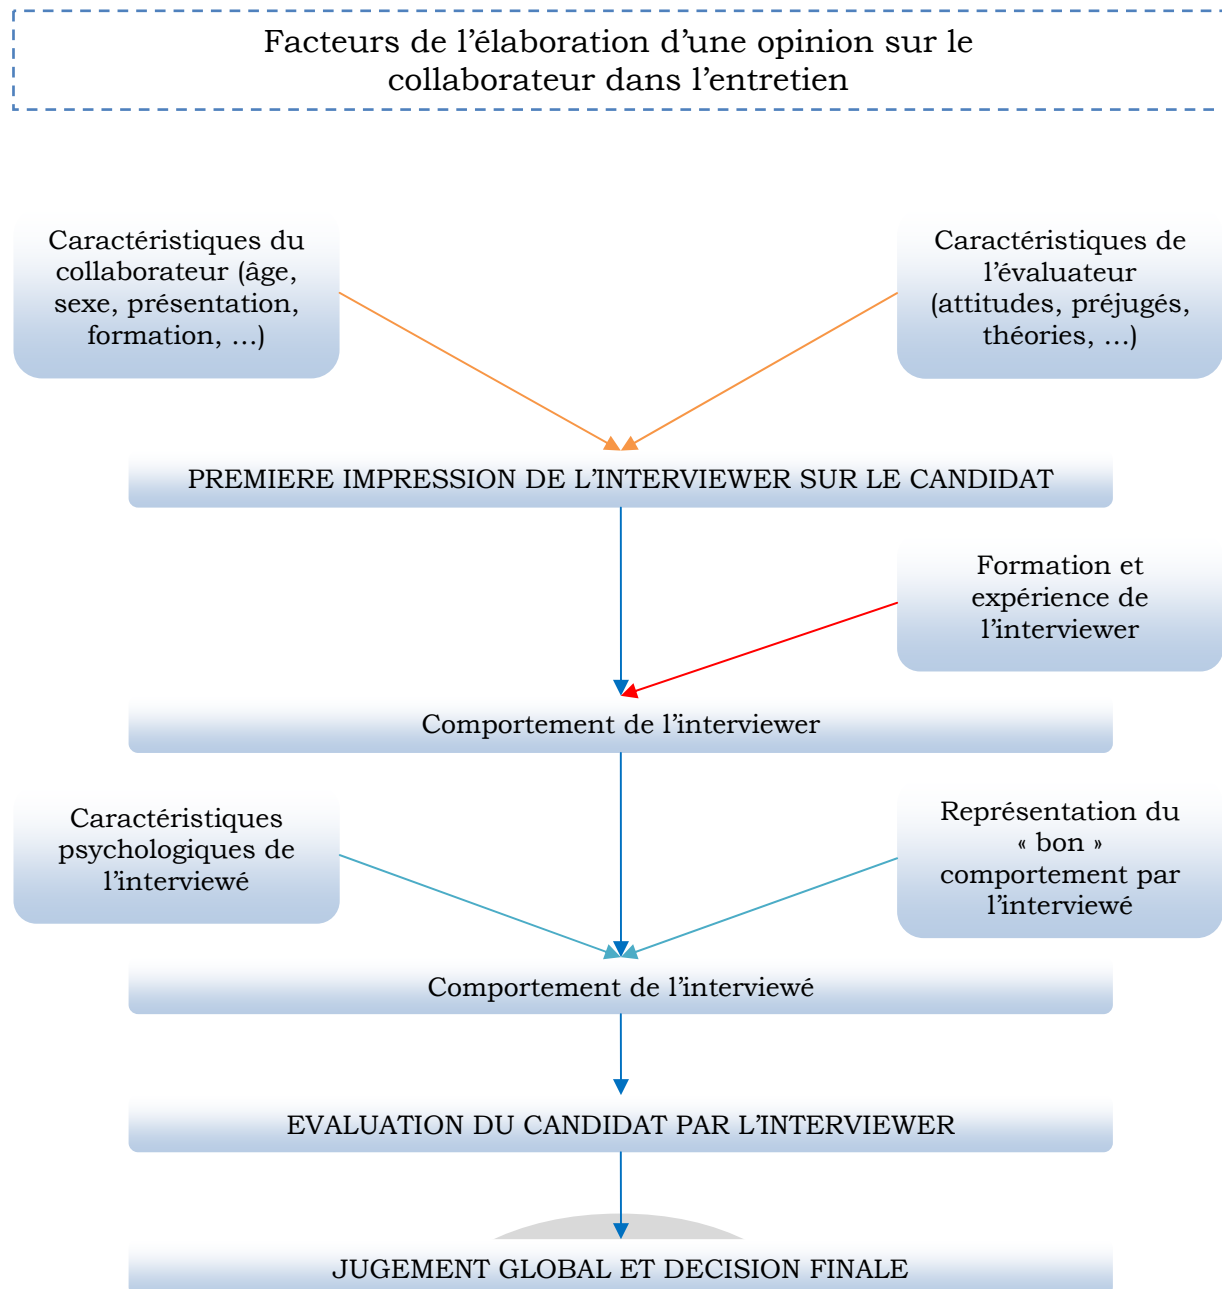 Facteurs de l’élaboration d’une opinion sur le
collaborateur dans l’entretien
Caractéristiques du
collaborateur (âge,
sexe, présentation,
formation, …)
Caractéristiques de
l’évaluateur
(attitudes, préjugés,
théories, …)
PREMIERE IMPRESSION DE L’INTERVIEWER SUR LE CANDIDAT
Formation et
expérience de
l’interviewer
Comportement de l’interviewer
Caractéristiques
psychologiques de
l’interviewé
Représentation du
« bon »
comportement par
l’interviewé
Comportement de l’interviewé
EVALUATION DU CANDIDAT PAR L’INTERVIEWER
JUGEMENT GLOBAL ET DECISION FINALE